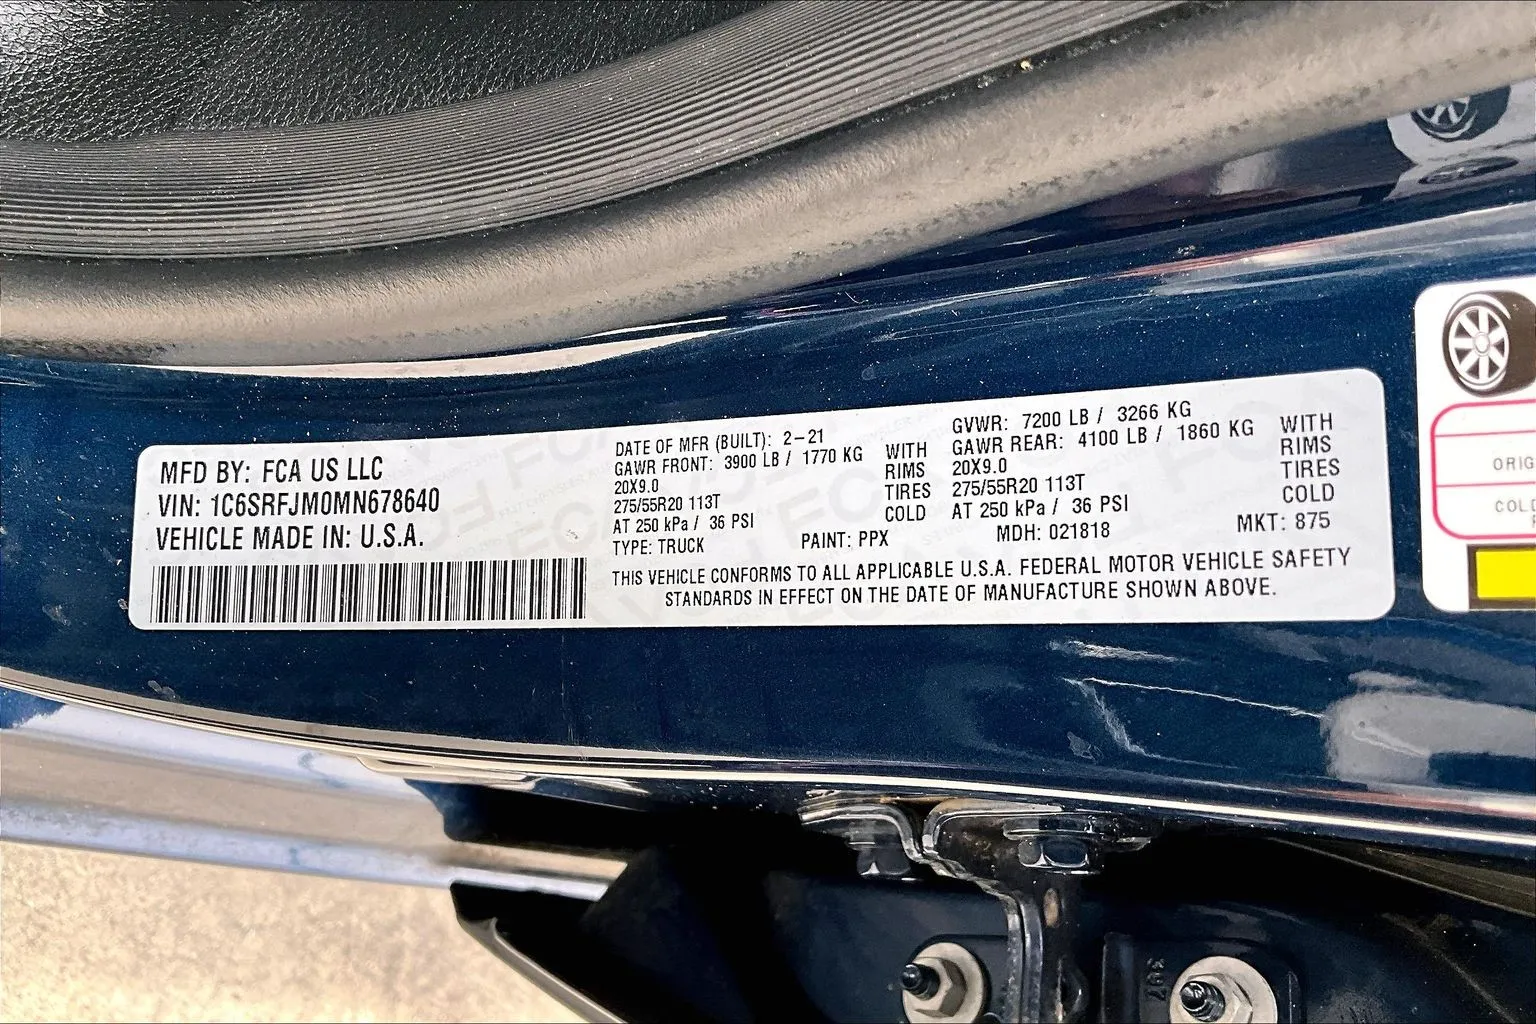 MFD BY: FCA US LLC
VIN: 1C6SRFJM0MN678640
VEHICLE MADE IN: U.S.A.
DATE OF MFR (BUILT): 2-21
GAWR FRONT: 3900 LB / 1770 KG WITH
20X9.0 RIMS
275/55R20 113T TIRES
AT 250 kPa / 36 PSI COLD
GVWR: 7200 LB / 3266 KG
GAWR REAR: 4100 LB / 1860 KG WITH
20X9.0 RIMS
275/55R20 113T TIRES
AT 250 kPa / 36 PSI COLD
TYPE: TRUCK PAINT: PPX MDH: 021818 MKT: 875
THIS VEHICLE CONFORMS TO ALL APPLICABLE U.S.A. FEDERAL MOTOR VEHICLE SAFETY
STANDARDS IN EFFECT ON THE DATE OF MANUFACTURE SHOWN ABOVE.
ORIG
COL
307